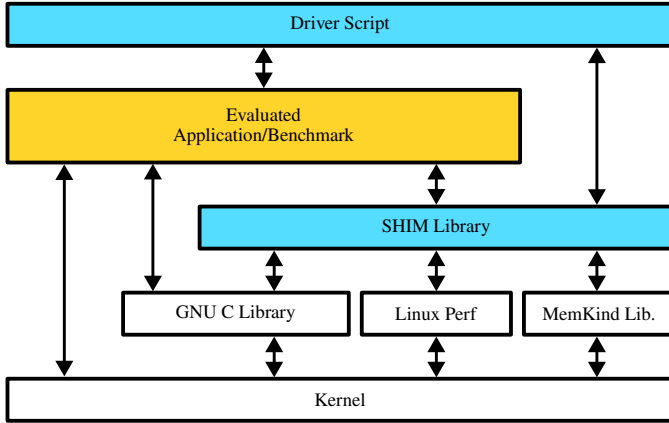 Driver Script
Evaluated
Application/Benchmark
SHIM Library
GNU C Library
Linux Perf
MemKind Lib.
Kernel